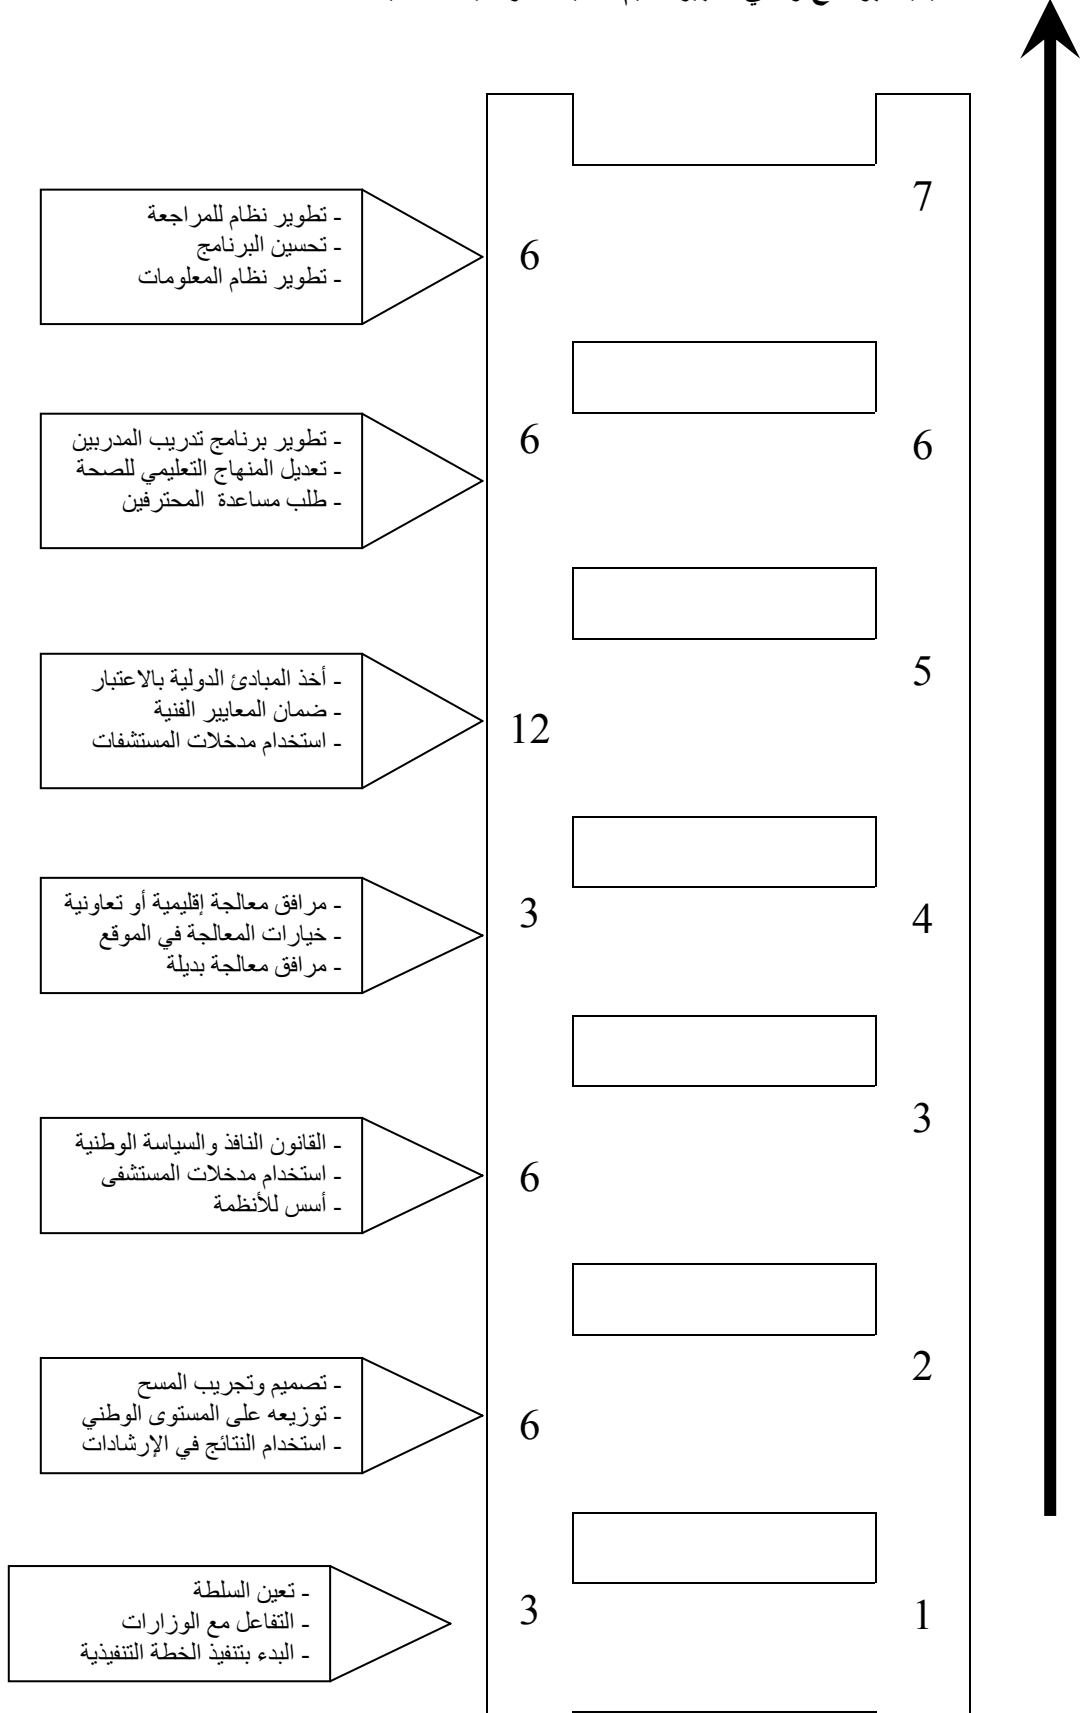 7
- تطوير نظام للمراجعة
- تحسين البرنامج
- تطوير نظام المعلومات
6
- تطوير برنامج تدريب المدربين
- تعديل المنهاج التعليمي للصحة
- طلب مساعدة المحترفين
6
6
- أخذ المبادئ الدولية بالاعتبار
- ضمان المعايير الفنية
- استخدام مدخلات المستشفات
5
12
- مرافق معالجة إقليمية أو تعاونية
- خيارات المعالجة في الموقع
- مرافق معالجة بديلة
3
4
- القانون النافذ والسياسة الوطنية
- استخدام مدخلات المستشفى
- أسس للأنظمة
3
6
- تصميم وتجريب المسح
- توزيعه على المستوى الوطني
- استخدام النتائج في الإرشادات
2
6
- تعين السلطة
- التفاعل مع الوزارات
- البدء بتنفيذ الخطة التنفيذية
3
1